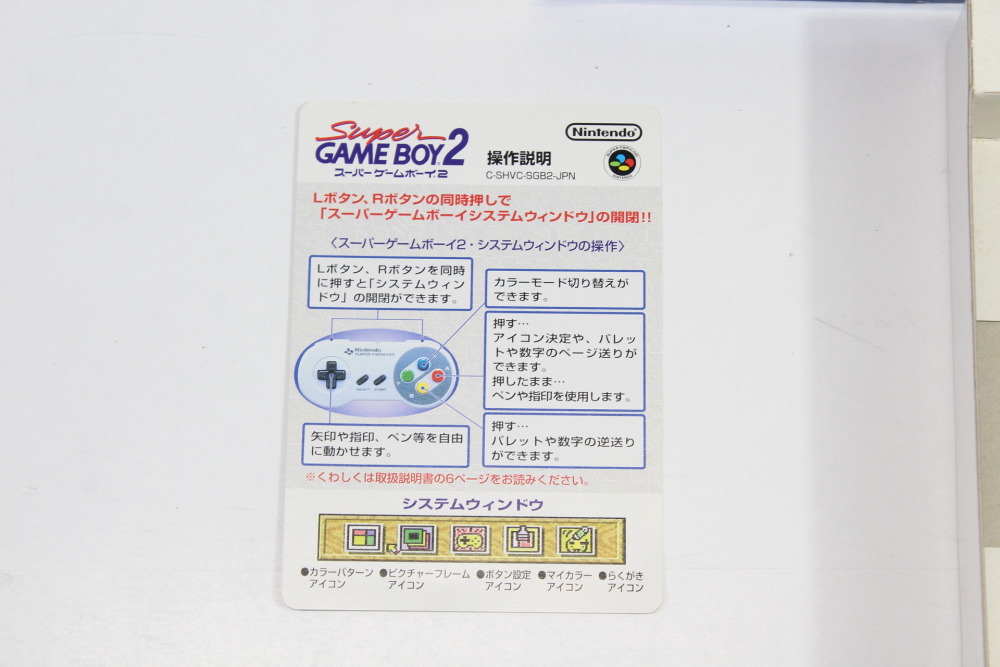 Super
GAME BOY 2
スーパーゲームボーイ2
操作説明
C-SHVC-SGB2-JPN
Nintendo
SUPER FAMICOM
NINTENDO
Lボタン、Rボタンの同時押しで
「スーパーゲームボーイシステムウィンドウ」の開閉!!
〈スーパーゲームボーイ2・システムウィンドウの操作〉
Lボタン、Rボタンを同時
に押すと「システムウィン
ドウ」の開閉ができます。
カラーモード切り替えが
できます。
押す…
アイコン決定や、パレッ
トや数字のページ送りが
できます。
押したまま…
ペンや指印を使用します。
Nintendo
SUPER FAMICOM
SELECT START
矢印や指印、ペン等を自由
に動かせます。
押す…
パレットや数字の逆送り
ができます。
※くわしくは取扱説明書の6ページをお読みください。
システムウィンドウ
●カラーパターン
アイコン
●ピクチャーフレーム
アイコン
●ボタン設定
アイコン
●マイカラー
アイコン
●らくがき
アイコン